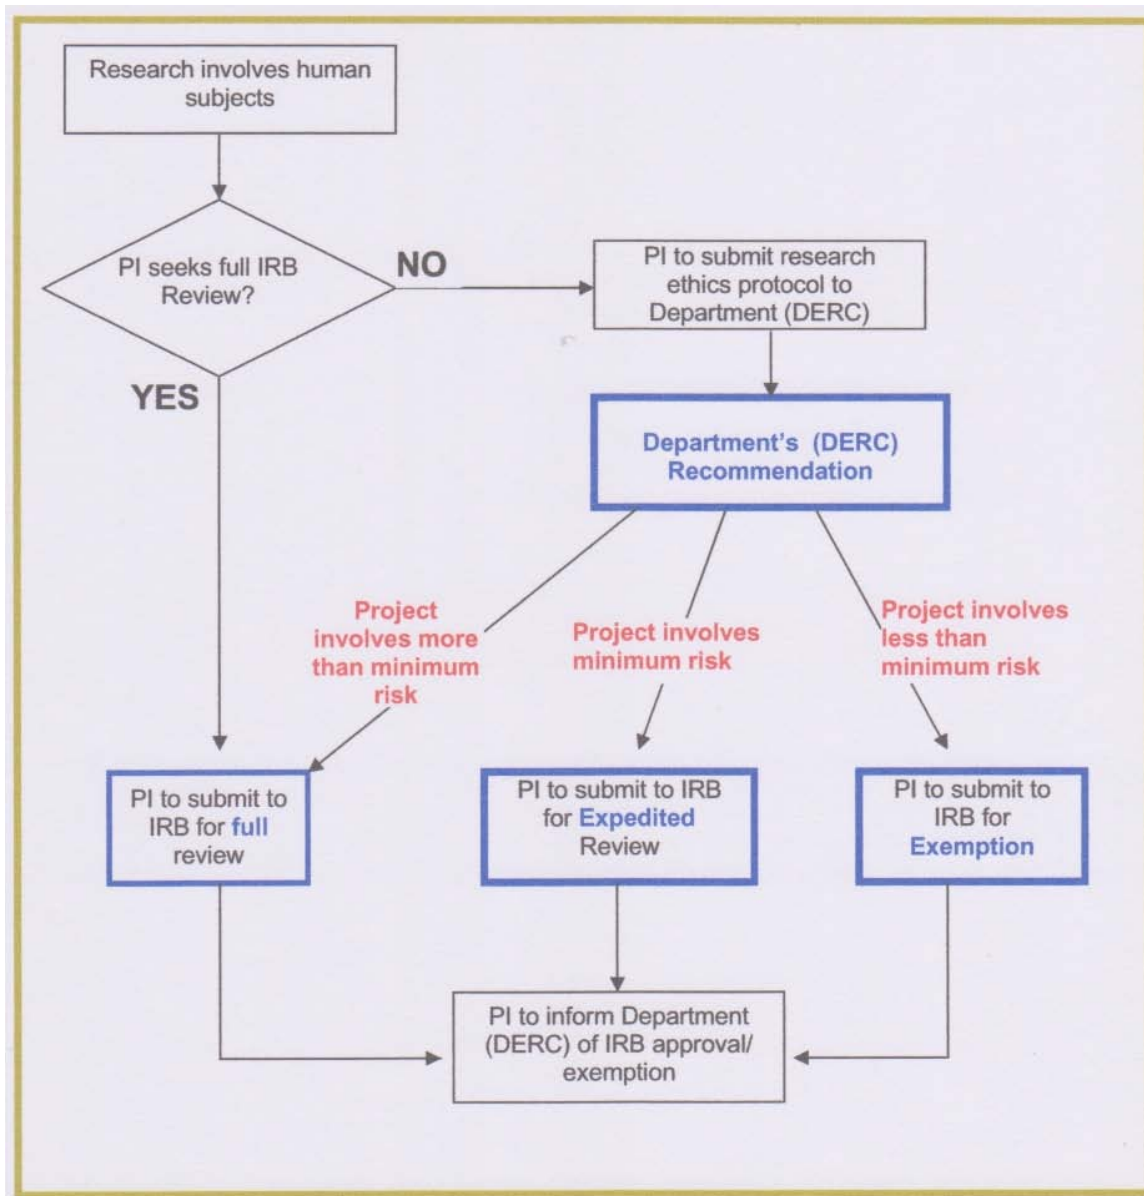 Research involves human
subjects
PI seeks full IRB
Review?
NO
PI to submit research
ethics protocol to
Department (DERC)
YES
Department’s (DERC)
Recommendation
Project
involves more
than minimum
risk
Project involves
minimum risk
Project involves
less than
minimum risk
PI to submit to
IRB for full
review
PI to submit to IRB
for Expedited
Review
PI to submit to
IRB for
Exemption
PI to inform Department
(DERC) of IRB approval/
exemption